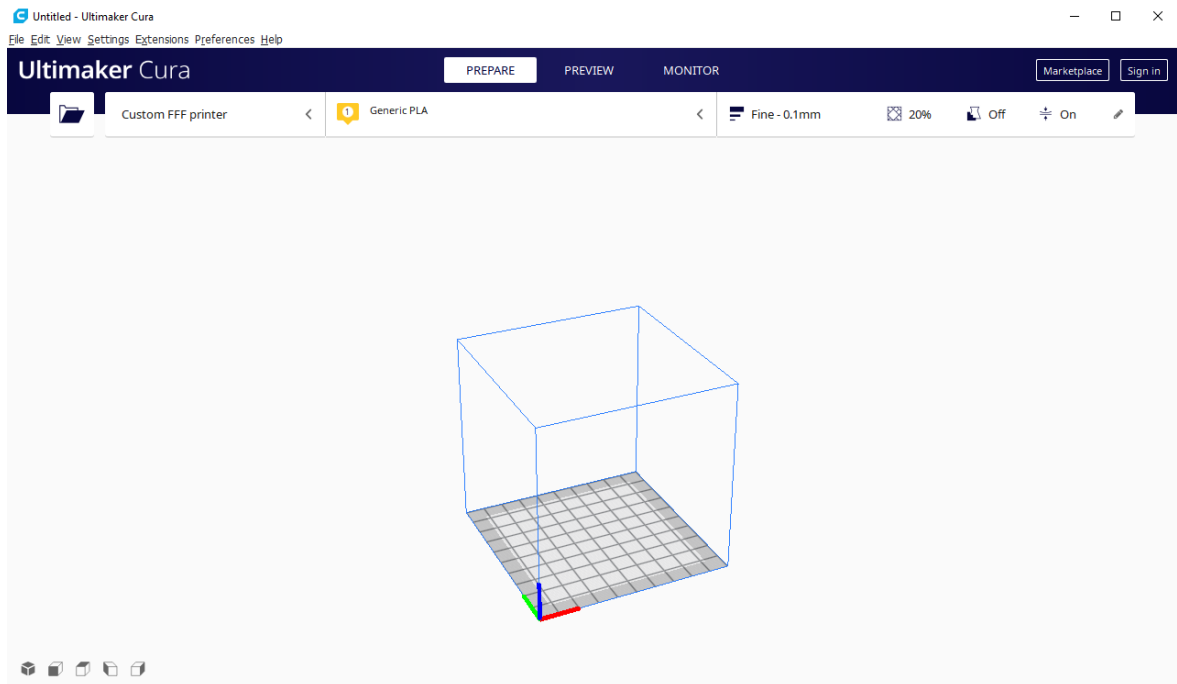 Untitled - Ultimaker Cura
File Edit View Settings Extensions Preferences Help
Ultimaker Cura
PREPARE PREVIEW MONITOR
Marketplace Sign in
Custom FFF printer
1 Generic PLA
Fine - 0.1mm 20% Off On